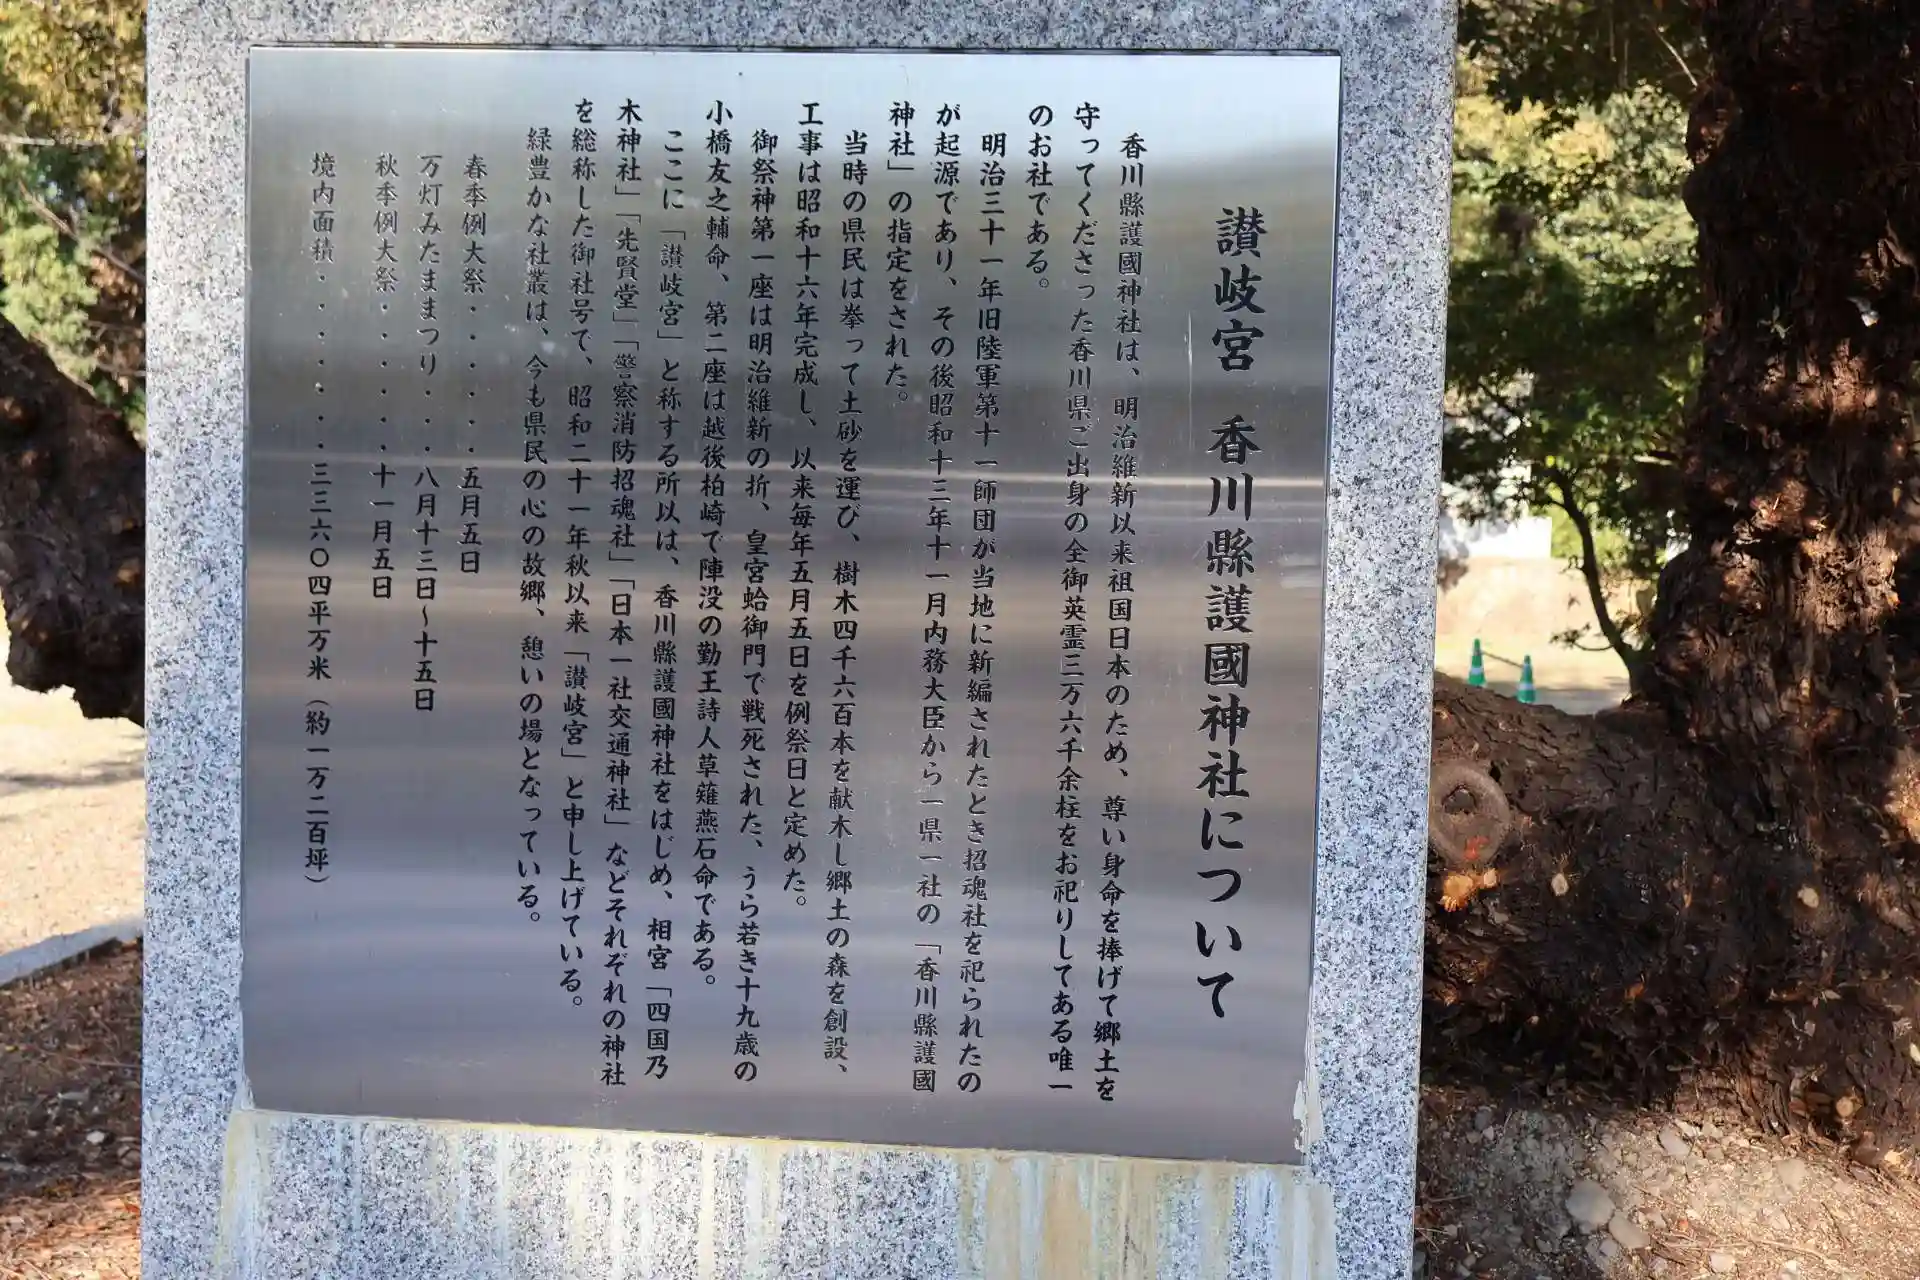 讃岐宮 香川縣護國神社について
香川縣護國神社は、明治維新以来祖国日本のため、尊い身命を捧げて郷土を
守ってくださった香川県ご出身の全御英霊三万六千余柱をお祀りしてある唯一
のお社である。
明治三十一年旧陸軍第十一師団が当地に新編されたとき招魂社を祀られたの
が起源であり、その後昭和十三年十一月内務大臣から一県一社の「香川縣護國
神社」の指定をされた。
当時の県民は挙って土砂を運び、樹木四千六百本を献木し郷土の森を創設、
工事は昭和十六年完成し、以来毎年五月五日を例祭日と定めた。
御祭神第一座は明治維新の折、皇宮蛤御門で戦死された、うら若き十九歳の
小橋友之輔命、第二座は越後柏崎で陣没の勤王詩人草薙燕石命である。
ここに「讃岐宮」と称する所以は、香川縣護國神社をはじめ、相宮「四国乃
木神社」「先賢堂」「警察消防招魂社」「日本一社交通神社」などそれぞれの神社
を総称した御社号で、昭和二十一年秋以来「讃岐宮」と申し上げている。
緑豊かな社叢は、今も県民の心の故郷、憩いの場となっている。
春季例大祭・・・・・・五月五日
万灯みたままつり・・・八月十三日～十五日
秋季例大祭・・・・・・十一月五日
境内面積・・・・・・・三三六〇四平万米（約一万二百坪）